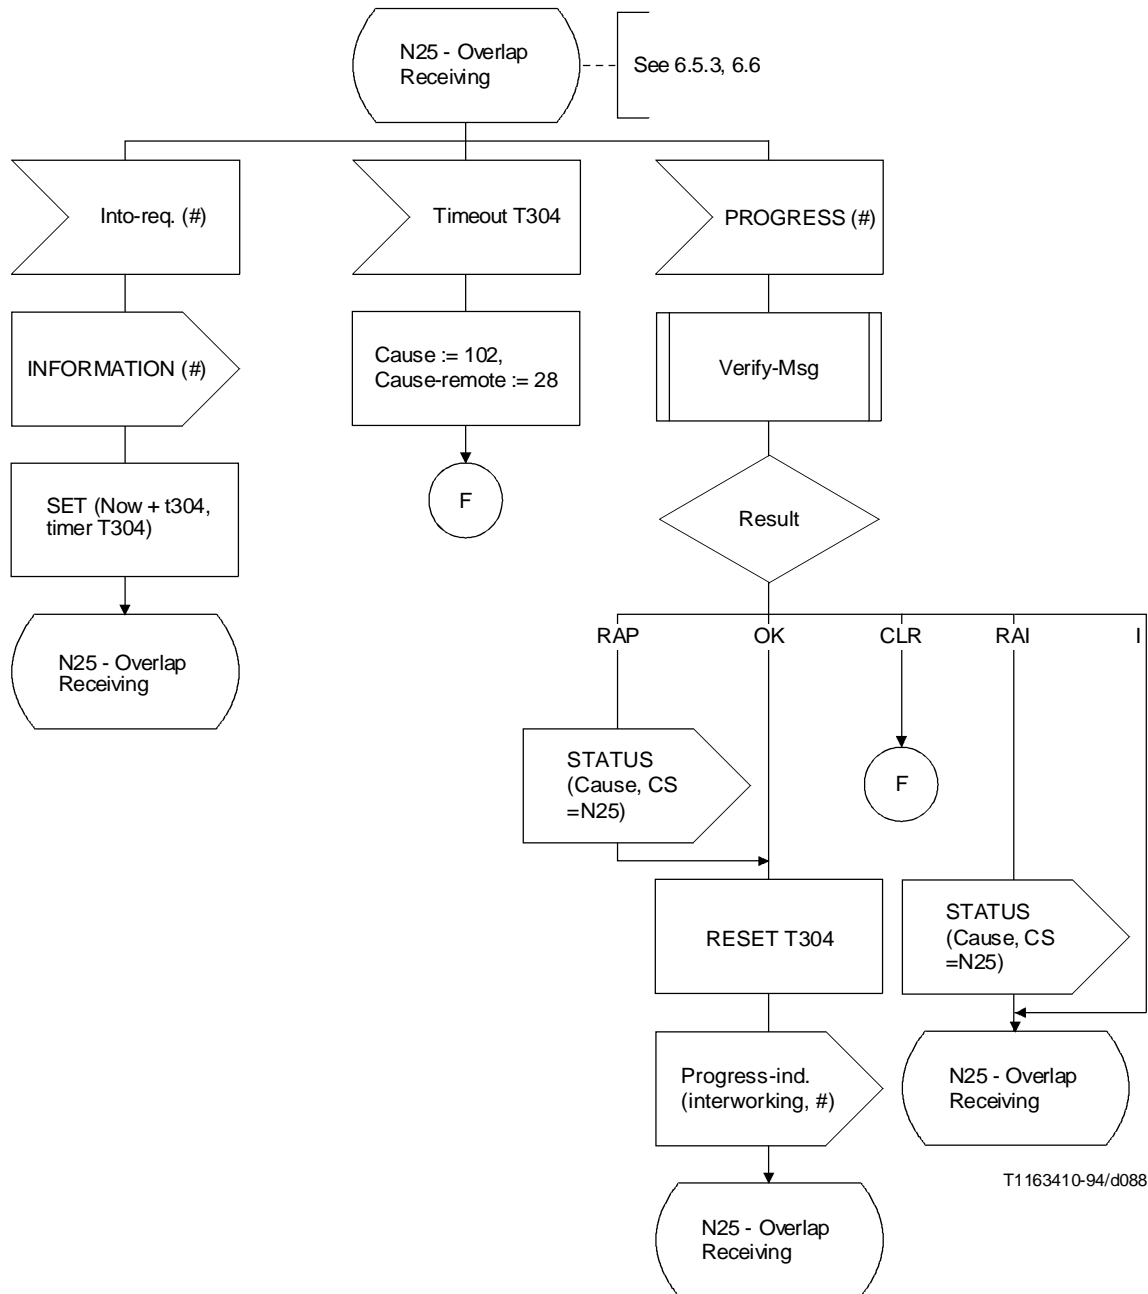 N25 - Overlap
Receiving
See 6.5.3, 6.6
Into-req. (#)
Timeout T304
PROGRESS (#)
INFORMATION (#)
Cause := 102,
Cause-remote := 28
Verify-Msg
SET (Now + t304,
timer T304)
F
Result
N25 - Overlap
Receiving
RAP
OK
CLR
RAI
I
STATUS
(Cause, CS
=N25)
F
RESET T304
STATUS
(Cause, CS
=N25)
Progress-ind.
(interworking, #)
N25 - Overlap
Receiving
T1163410-94/d088
N25 - Overlap
Receiving